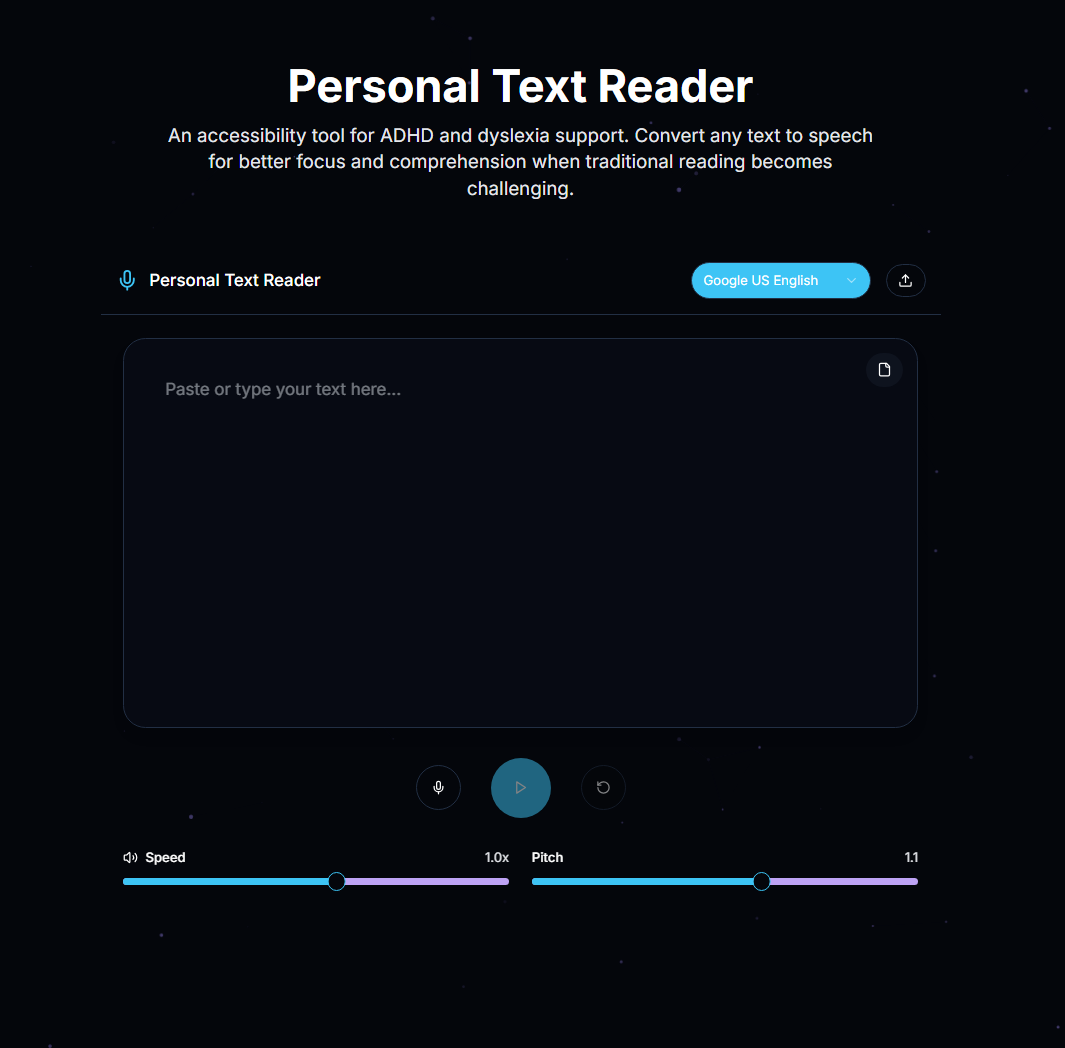 Personal Text Reader
An accessibility tool for ADHD and dyslexia support. Convert any text to speech
for better focus and comprehension when traditional reading becomes
challenging.
Personal Text Reader
Google US English
Paste or type your text here...
Speed
1.0x
Pitch
1.1